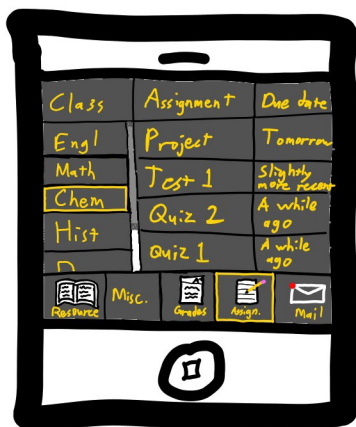 Class Assignment Due date
Engl Project Tomorrow
Math Test 1 Slightly
more recent
Chem Quiz 2 A while
ago
Hist Quiz 1 A while
ago
Resource Misc. Grades Assign. Mail